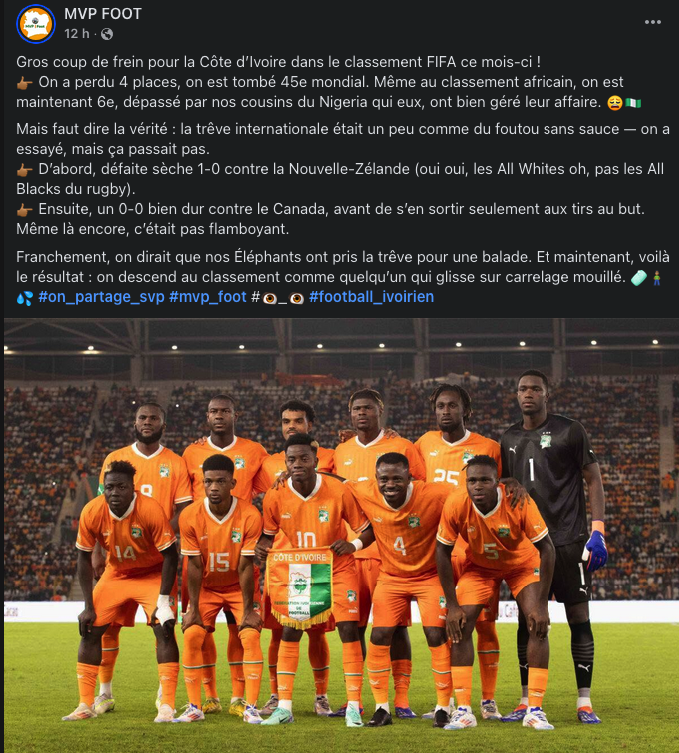 MVP FOOT
12 h ·
Gros coup de frein pour la Côte d'Ivoire dans le classement FIFA ce mois-ci !
👉🏾 On a perdu 4 places, on est tombé 45e mondial. Même au classement africain, on est
maintenant 6e, dépassé par nos cousins du Nigeria qui eux, ont bien géré leur affaire. 😩🇳🇬
Mais faut dire la vérité : la trêve internationale était un peu comme du foutou sans sauce — on a
essayé, mais ça passait pas.
👉🏾 D'abord, défaite sèche 1-0 contre la Nouvelle-Zélande (oui oui, les All Whites oh, pas les All
Blacks du rugby).
👉🏾 Ensuite, un 0-0 bien dur contre le Canada, avant de s'en sortir seulement aux tirs au but.
Même là encore, c'était pas flamboyant.
Franchement, on dirait que nos Éléphants ont pris la trêve pour une balade. Et maintenant, voilà
le résultat : on descend au classement comme quelqu'un qui glisse sur carrelage mouillé. 🧼🧍🏾‍♂️
💦 #on_partage_svp #mvp_foot #👁️_👁️ #football_ivoirien
8
25
1
14
15
10
4
5
CÔTE D'IVOIRE
FEDERATION IVOIRIENNE
DE
FOOTBALL
1